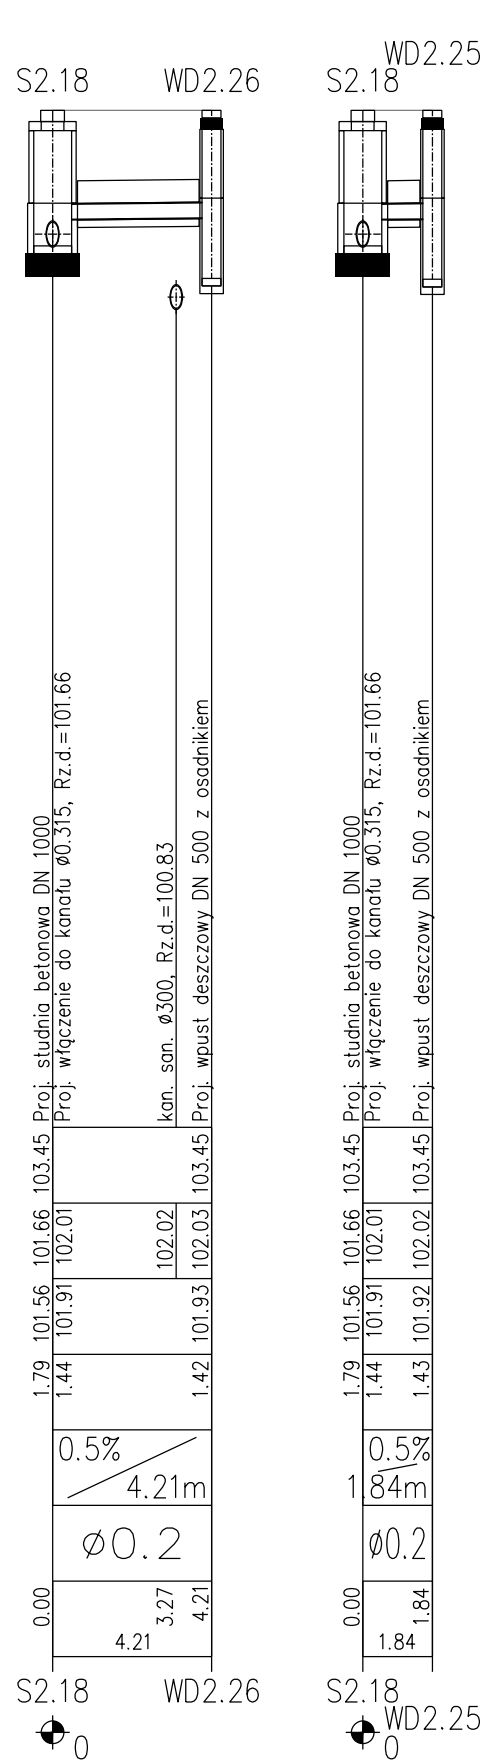 S2.18
WD2.26
Proj. studnia betonowa DN 1000
Proj. włączenie do kanału ø0.315, Rz.d.=101.66
kan. san. ø300, Rz.d.=100.83
Proj. wpust deszczowy DN 500 z osadnikiem
103.45
103.45
101.66
102.01
102.02
102.03
101.56
101.91
101.93
1.79
1.44
1.42
0.5%
4.21m
ø0.2
0.00
3.27
4.21
4.21
S2.18
WD2.26
0
S2.18
WD2.25
Proj. studnia betonowa DN 1000
Proj. włączenie do kanału ø0.315, Rz.d.=101.66
Proj. wpust deszczowy DN 500 z osadnikiem
103.45
103.45
101.66
102.01
102.02
101.56
101.91
101.92
1.79
1.44
1.43
0.5%
1.84m
ø0.2
0.00
1.84
1.84
S2.18
WD2.25
0